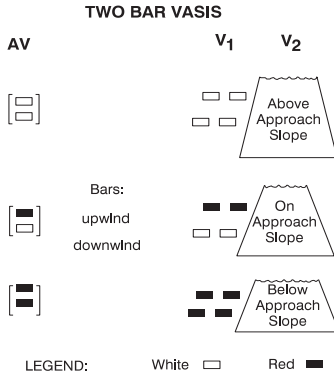 TWO BAR VASIS
AV V1 V2
Above
Approach
Slope
Bars:
upwInd
downwInd
On
Approach
Slope
Below
Approach
Slope
LEGEND: White Red